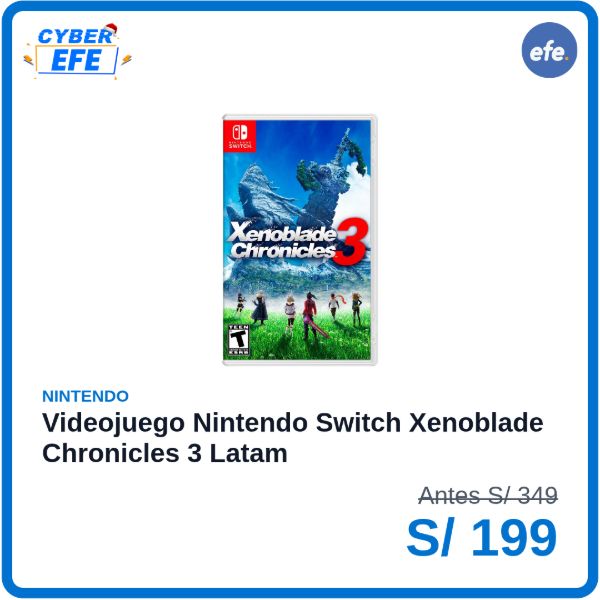 CYBER
EFE
efe.
NINTENDO
SWITCH
Xenoblade
Chronicles 3
TEEN
T
ESRB
NINTENDO
Videojuego Nintendo Switch Xenoblade
Chronicles 3 Latam
Antes S/ 349
S/ 199